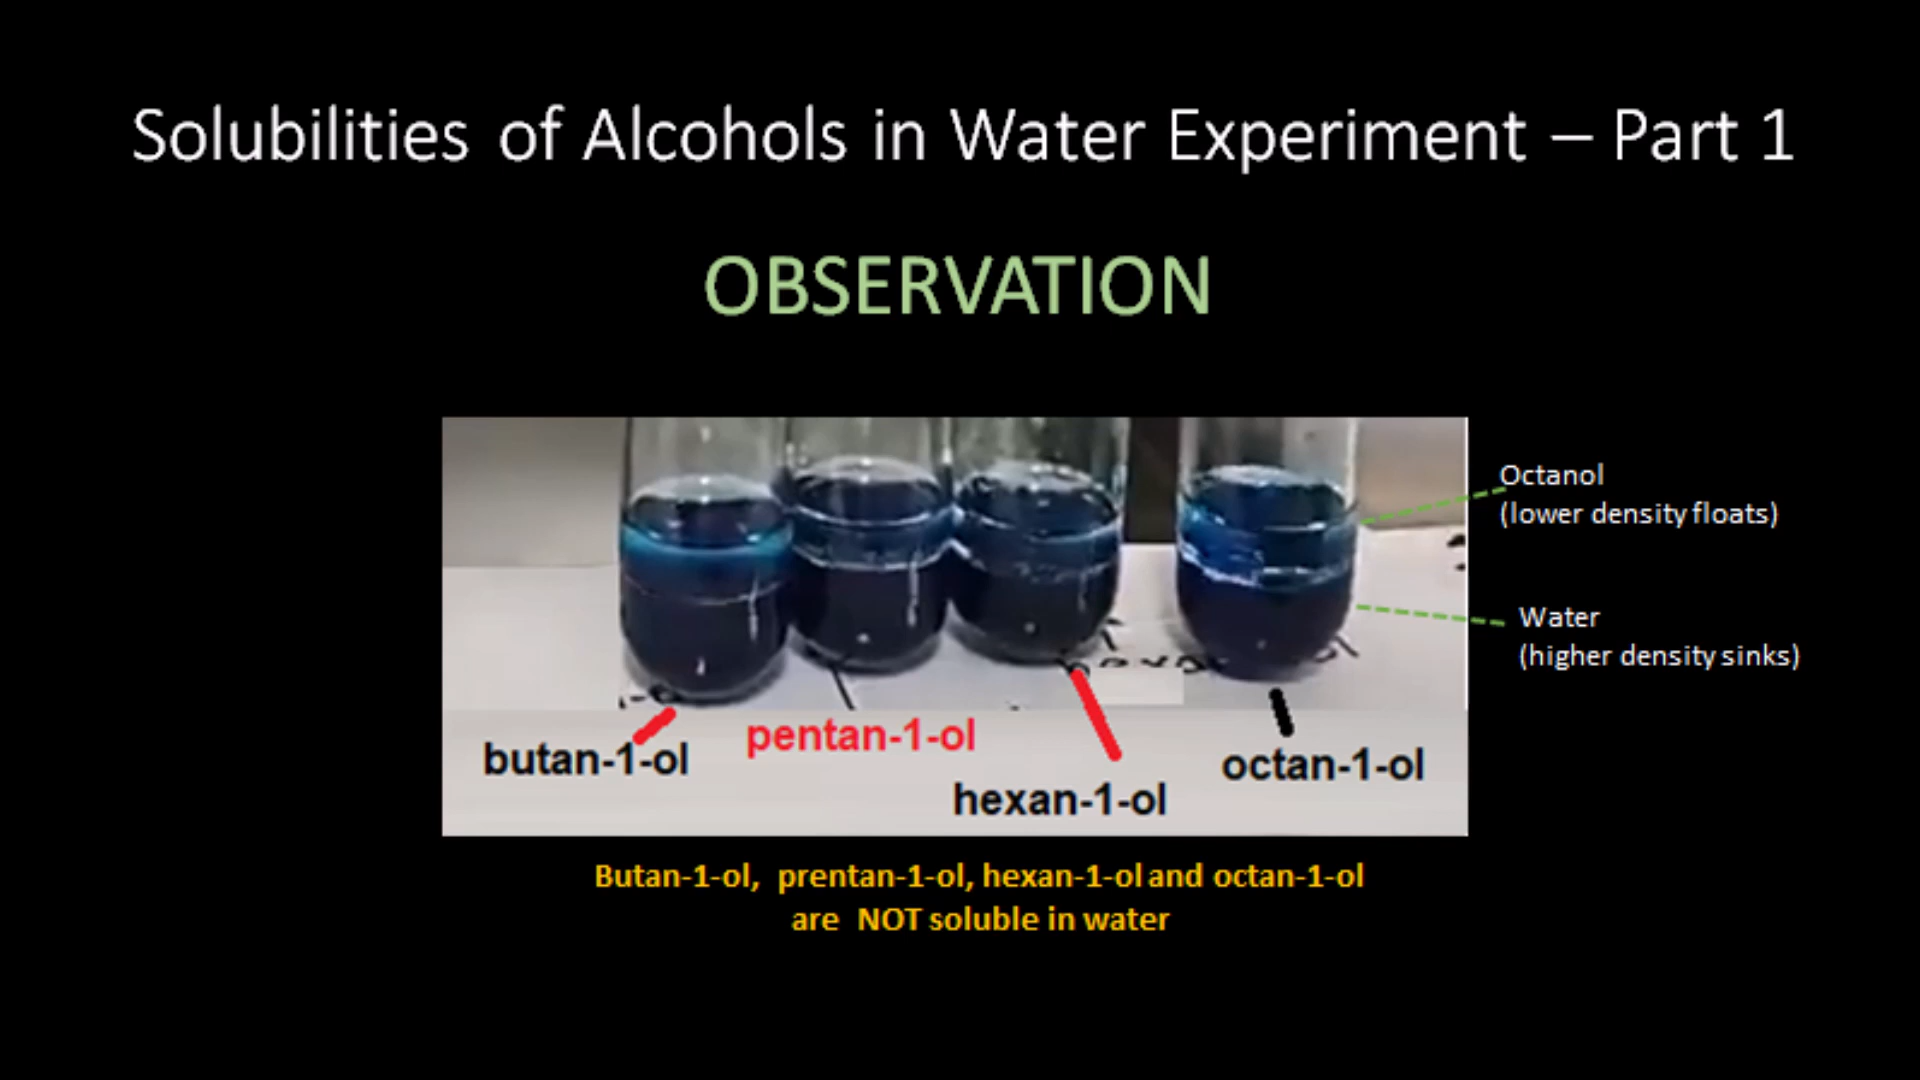 Solubilities of Alcohols in Water Experiment – Part 1
OBSERVATION
Octanol
(lower density floats)
Water
(higher density sinks)
butan-1-ol
pentan-1-ol
hexan-1-ol
octan-1-ol
Butan-1-ol, prentan-1-ol, hexan-1-ol and octan-1-ol
are NOT soluble in water